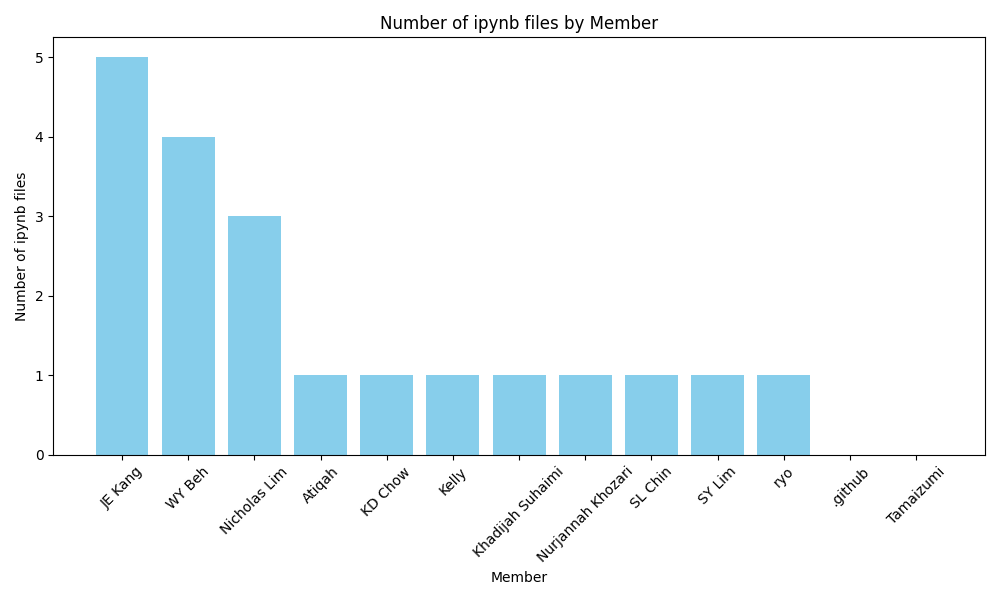 Number of ipynb files by Member
Number of ipynb files
5
4
3
2
1
0
JE Kang
WY Beh
Nicholas Lim
Atiqah
KD Chow
Kelly
Khadijah Suhaimi
Nurjannah Khozari
SL Chin
SY Lim
ryo
.github
Tamaizumi
Member